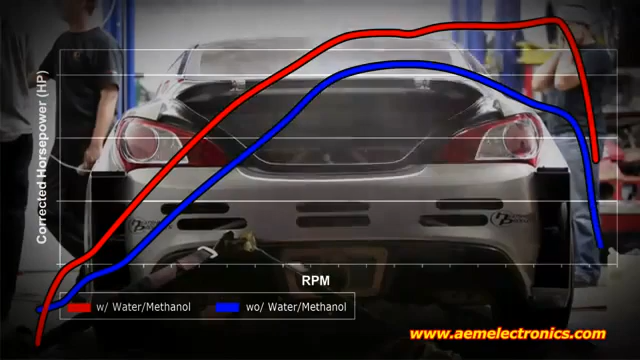 Corrected Horsepower (HP)
RPM
w/ Water/Methanol
wo/ Water/Methanol
www.aemelectronics.com